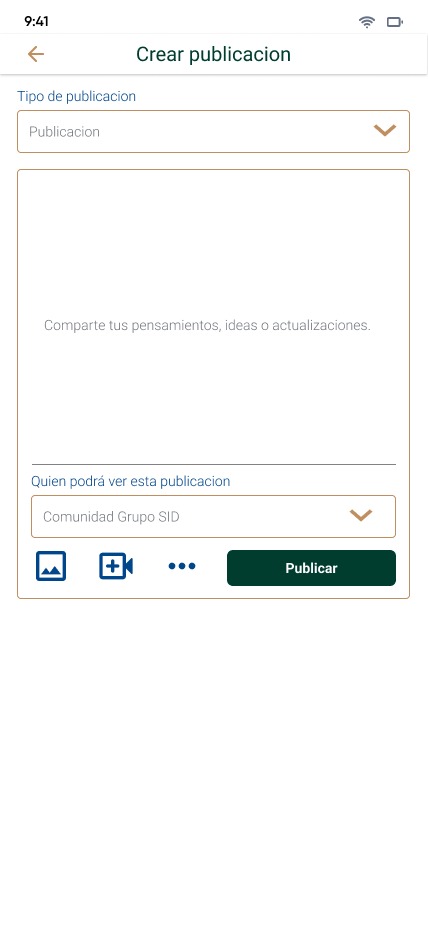 9:41
Crear publicacion
Tipo de publicacion
Publicacion
Comparte tus pensamientos, ideas o actualizaciones.
Quien podrá ver esta publicacion
Comunidad Grupo SID
Publicar